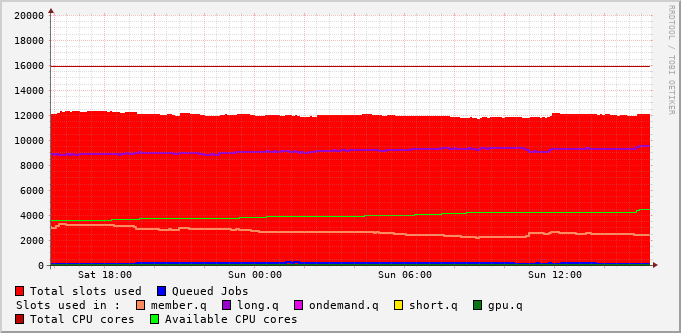 20000
18000
16000
14000
12000
10000
8000
6000
4000
2000
0
Sat 18:00 Sun 00:00 Sun 06:00 Sun 12:00
Total slots used Queued Jobs
Slots used in : member.q long.q ondemand.q short.q gpu.q
Total CPU cores Available CPU cores
RRDTOOL / TOBI OETIKER